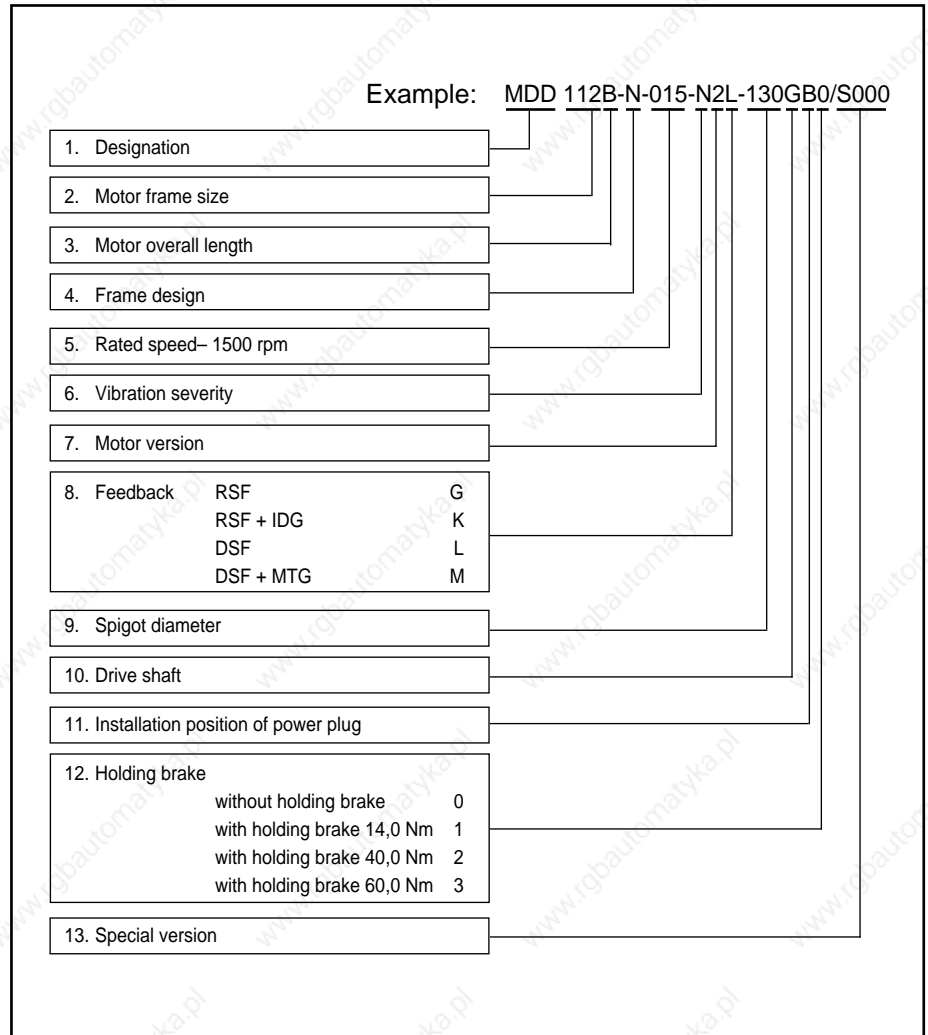 Example: MDD 112B-N-015-N2L-130GB0/S000
1. Designation
2. Motor frame size
3. Motor overall length
4. Frame design
5. Rated speed– 1500 rpm
6. Vibration severity
7. Motor version
8. Feedback RSF G
RSF + IDG K
DSF L
DSF + MTG M
9. Spigot diameter
10. Drive shaft
11. Installation position of power plug
12. Holding brake
without holding brake 0
with holding brake 14,0 Nm 1
with holding brake 40,0 Nm 2
with holding brake 60,0 Nm 3
13. Special version
www.rgbautomatyka.pl